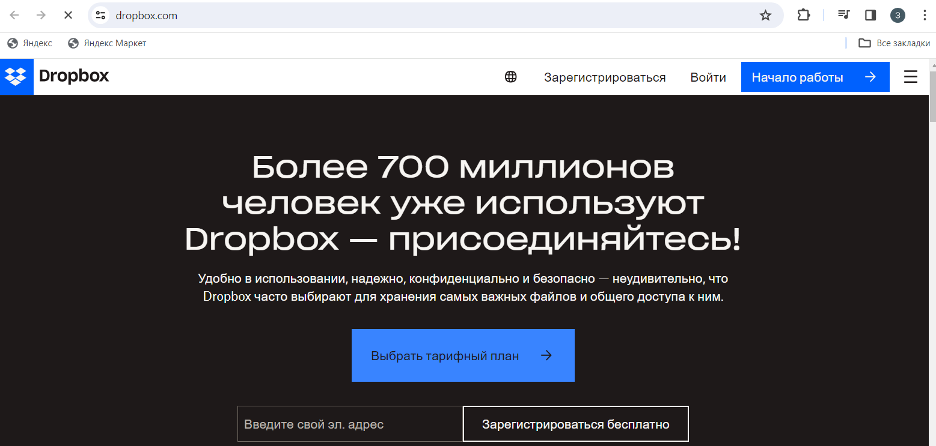 dropbox.com
3
Яндекс
Яндекс Маркет
Все закладки
Dropbox
Зарегистрироваться
Войти
Начало работы
Более 700 миллионов
человек уже используют
Dropbox — присоединяйтесь!
Удобно в использовании, надежно, конфиденциально и безопасно — неудивительно, что
Dropbox часто выбирают для хранения самых важных файлов и общего доступа к ним.
Выбрать тарифный план
Введите свой эл. адрес
Зарегистрироваться бесплатно